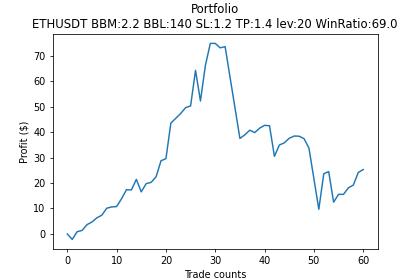 Portfolio
ETHUSDT BBM:2.2 BBL:140 SL:1.2 TP:1.4 lev:20 WinRatio:69.0
70
60
50
40
30
20
10
0
Profit ($)
0 10 20 30 40 50 60
Trade counts